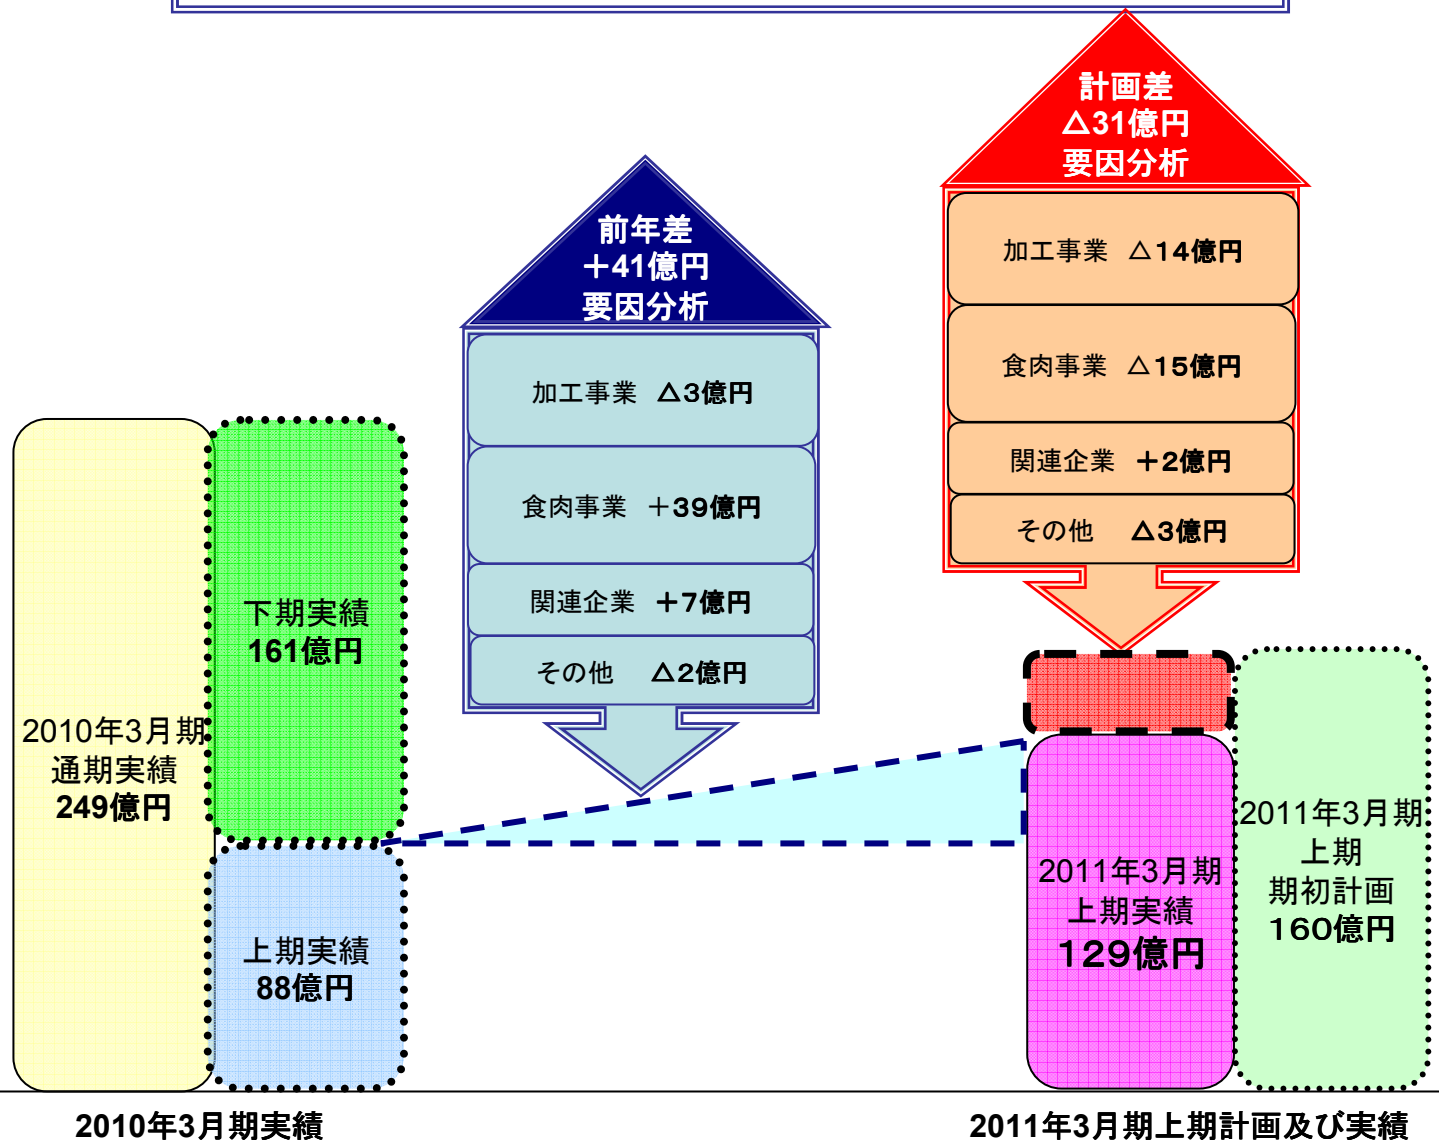 計画差
△31億円
要因分析
加工事業 △14億円
食肉事業 △15億円
関連企業 +2億円
その他 △3億円
前年差
+41億円
要因分析
加工事業 △3億円
食肉事業 +39億円
関連企業 +7億円
その他 △2億円
2010年3月期
通期実績
249億円
下期実績
161億円
上期実績
88億円
2011年3月期
上期実績
129億円
2011年3月期
上期
期初計画
160億円
2010年3月期実績
2011年3月期上期計画及び実績